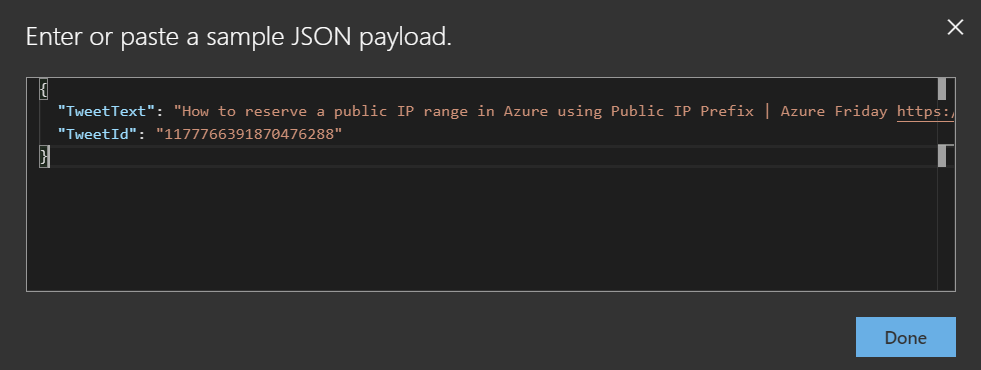 Enter or paste a sample JSON payload.
{
"TweetText": "How to reserve a public IP range in Azure using Public IP Prefix | Azure Friday https:/
"TweetId": "1177766391870476288"
}
Done